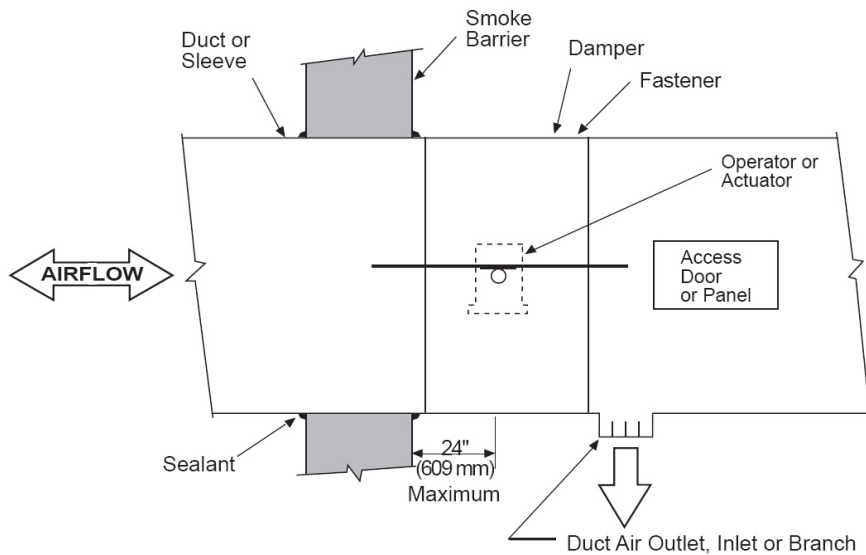 Smoke
Barrier
Duct or
Sleeve
Damper
Fastener
Operator or
Actuator
AIRFLOW
Access
Door
or Panel
Sealant
24"
(609 mm)
Maximum
Duct Air Outlet, Inlet or Branch